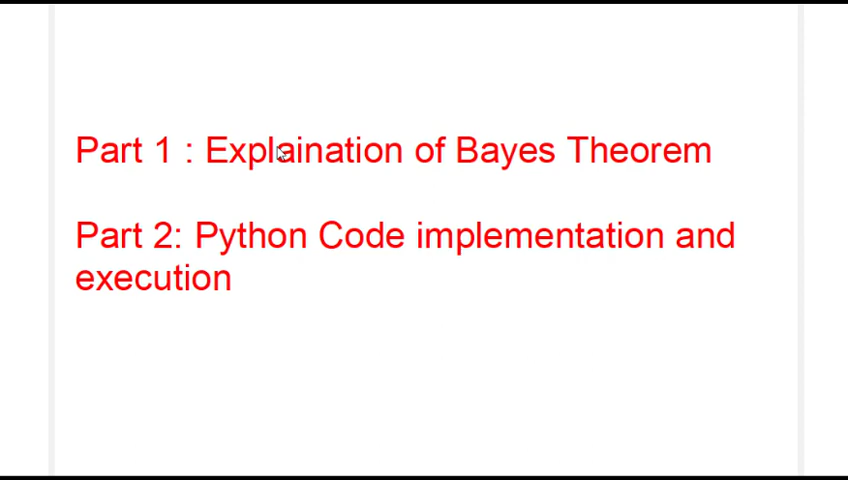 Part 1 : Explaination of Bayes Theorem
Part 2: Python Code implementation and
execution